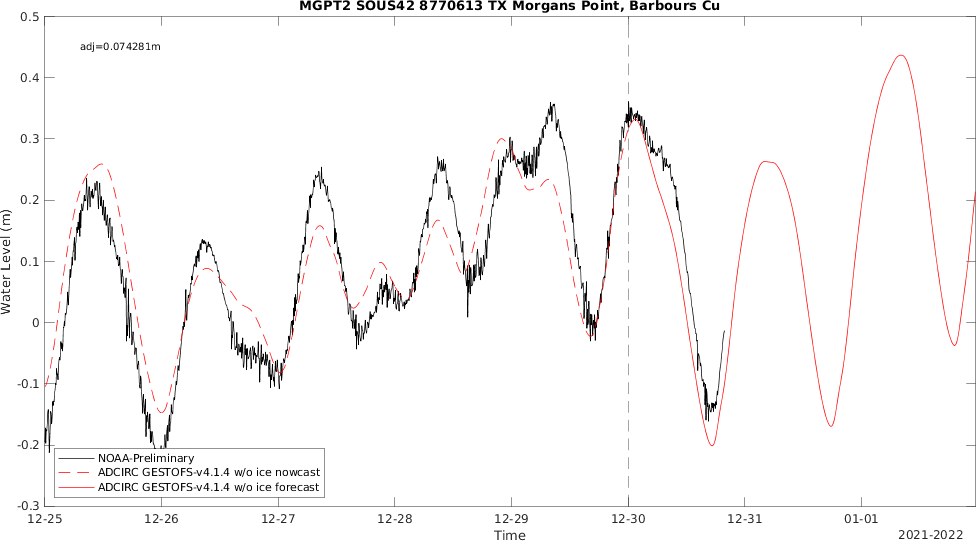 MGPT2 SOUS42 8770613 TX Morgans Point, Barbours Cu
adj=0.074281m
0.5
0.4
0.3
0.2
0.1
0
-0.1
-0.2
-0.3
Water Level (m)
NOAA-Preliminary
ADCIRC GESTOFS-v4.1.4 w/o ice nowcast
ADCIRC GESTOFS-v4.1.4 w/o ice forecast
12-25 12-26 12-27 12-28 12-29 12-30 12-31 01-01
Time
2021-2022